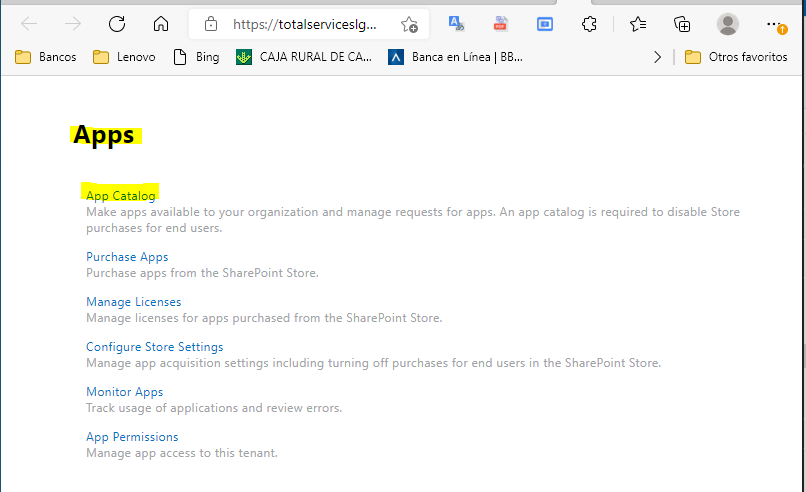 https://totalserviceslg...
Bancos Lenovo Bing CAJA RURAL DE CA... Banca en Línea | BB... Otros favoritos
Apps
App Catalog
Make apps available to your organization and manage requests for apps. An app catalog is required to disable Store
purchases for end users.
Purchase Apps
Purchase apps from the SharePoint Store.
Manage Licenses
Manage licenses for apps purchased from the SharePoint Store.
Configure Store Settings
Manage app acquisition settings including turning off purchases for end users in the SharePoint Store.
Monitor Apps
Track usage of applications and review errors.
App Permissions
Manage app access to this tenant.